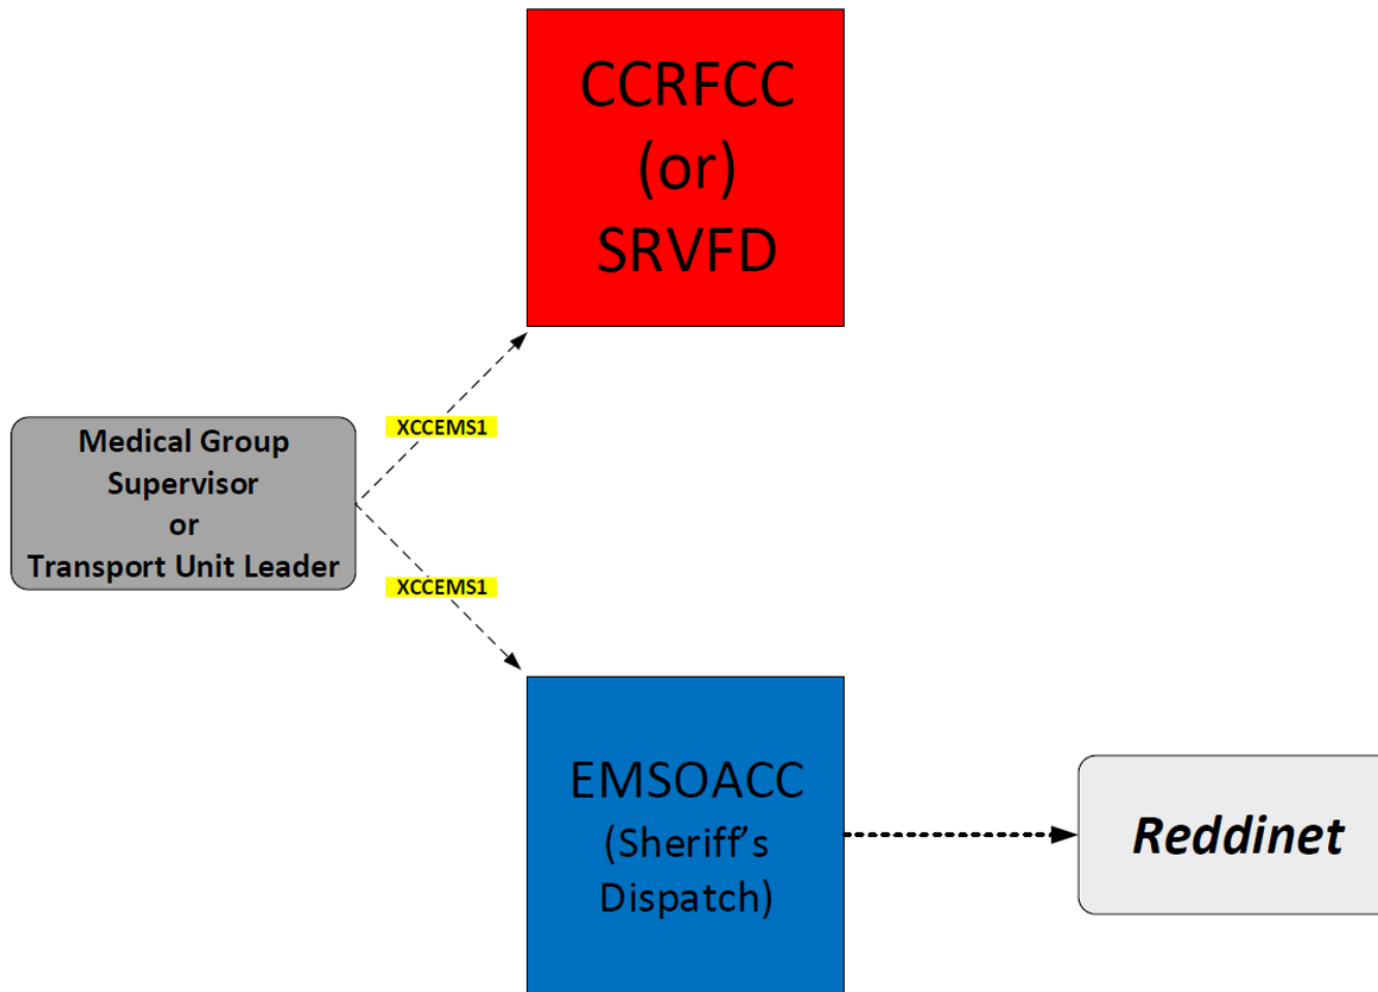 CCRFCC
(or)
SRVFD
XCCEMS1
Medical Group
Supervisor
or
Transport Unit Leader
XCCEMS1
EMSOACC
(Sheriff’s
Dispatch)
Reddinet